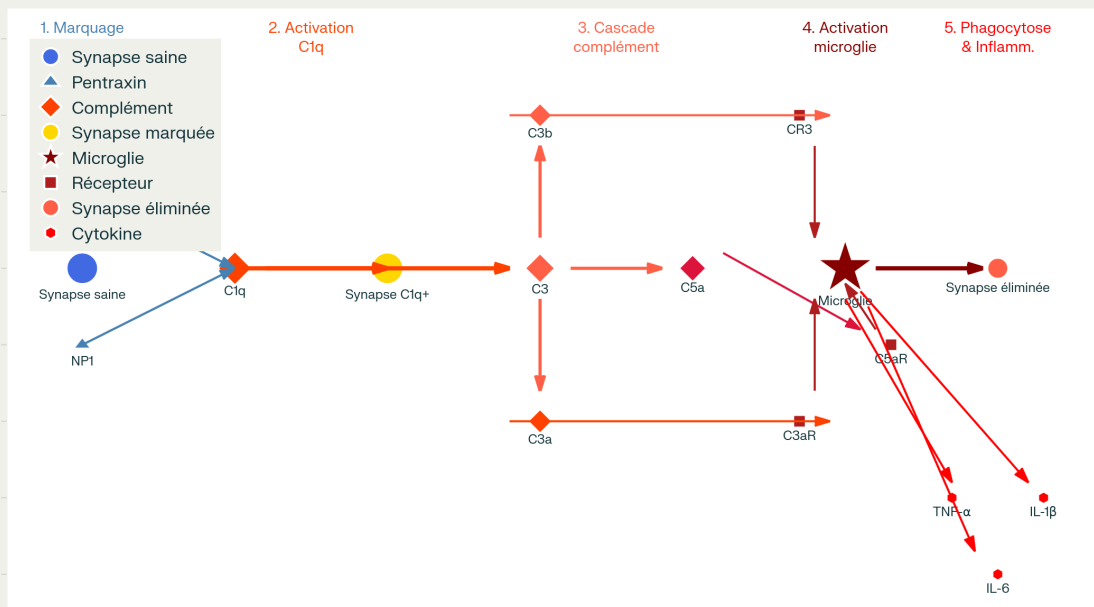 1. Marquage
2. Activation
C1q
3. Cascade
complément
4. Activation
microglie
5. Phagocytose
& Inflamm.
Synapse saine
Pentraxin
Complément
Synapse marquée
Microglie
Récepteur
Synapse éliminée
Cytokine
C3b
CR3
Synapse saine
C1q
Synapse C1q+
C3
C5a
Microglie
Synapse éliminée
NP1
C5aR
C3a
C3aR
TNF-α
IL-1β
IL-6